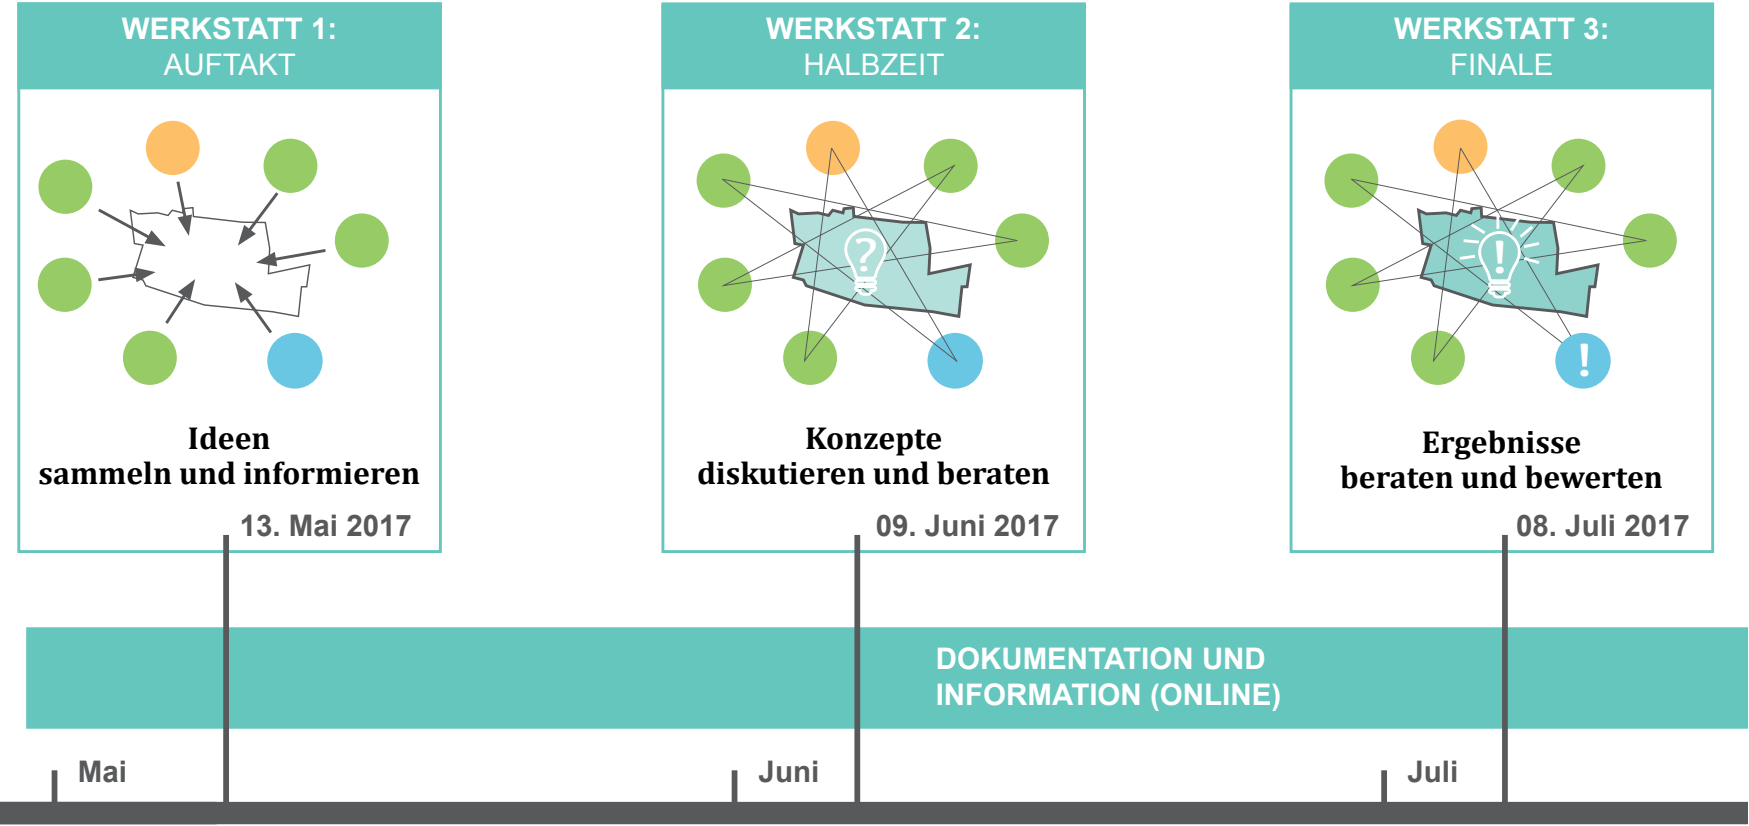 WERKSTATT 1:
AUFTAKT
Ideen
sammeln und informieren
13. Mai 2017
WERKSTATT 2:
HALBZEIT
?
Konzepte
diskutieren und beraten
09. Juni 2017
WERKSTATT 3:
FINALE
!
!
Ergebnisse
beraten und bewerten
08. Juli 2017
DOKUMENTATION UND
INFORMATION (ONLINE)
Mai
Juni
Juli